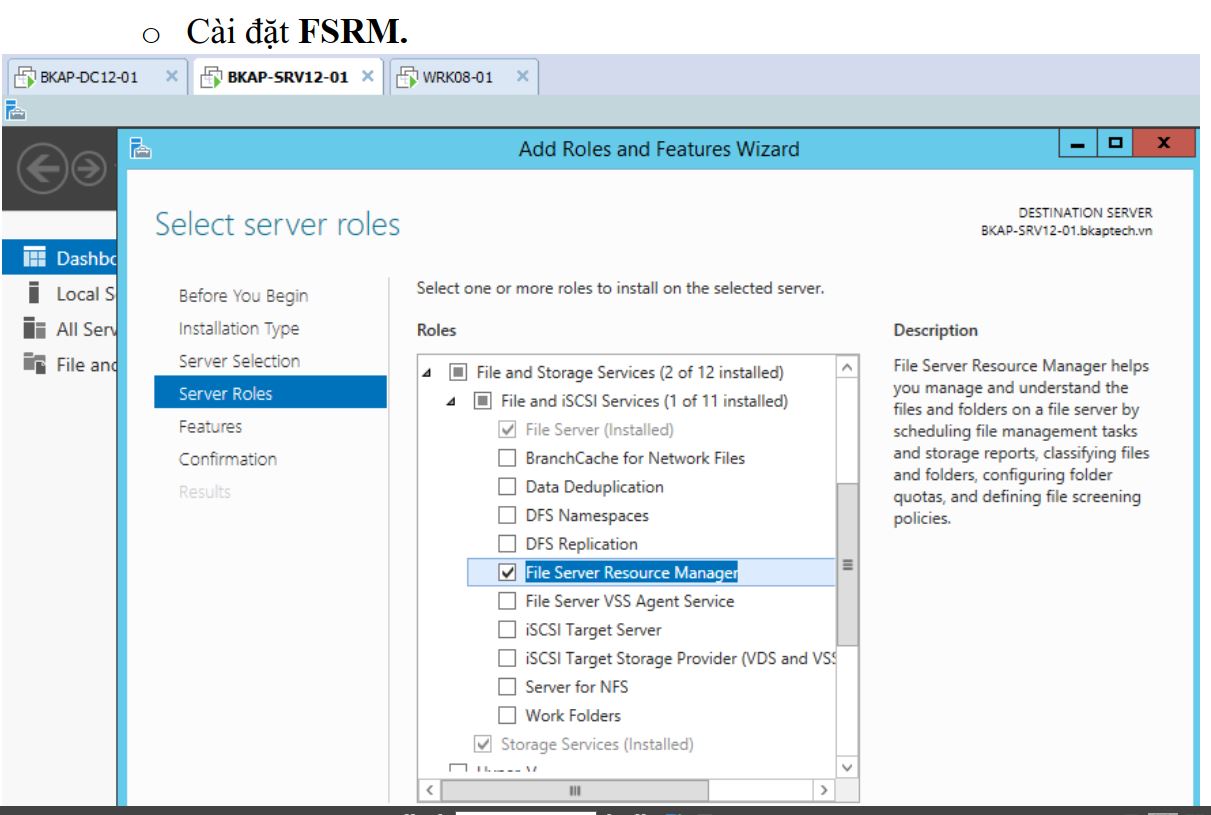 o Cài đặt FSRM.
BKAP-DC12-01 × BKAP-SRV12-01 × WRK08-01 ×
Add Roles and Features Wizard
Select server roles
DESTINATION SERVER
BKAP-SRV12-01.bkaptech.vn
Dashbo
Local S
All Serv
File and
Before You Begin
Installation Type
Server Selection
Server Roles
Features
Confirmation
Results
Select one or more roles to install on the selected server.
Roles
File and Storage Services (2 of 12 installed)
File and iSCSI Services (1 of 11 installed)
File Server (Installed)
BranchCache for Network Files
Data Deduplication
DFS Namespaces
DFS Replication
File Server Resource Manager
File Server VSS Agent Service
iSCSI Target Server
iSCSI Target Storage Provider (VDS and VSS
Server for NFS
Work Folders
Storage Services (Installed)
Description
File Server Resource Manager helps
you manage and understand the
files and folders on a file server by
scheduling file management tasks
and storage reports, classifying files
and folders, configuring folder
quotas, and defining file screening
policies.